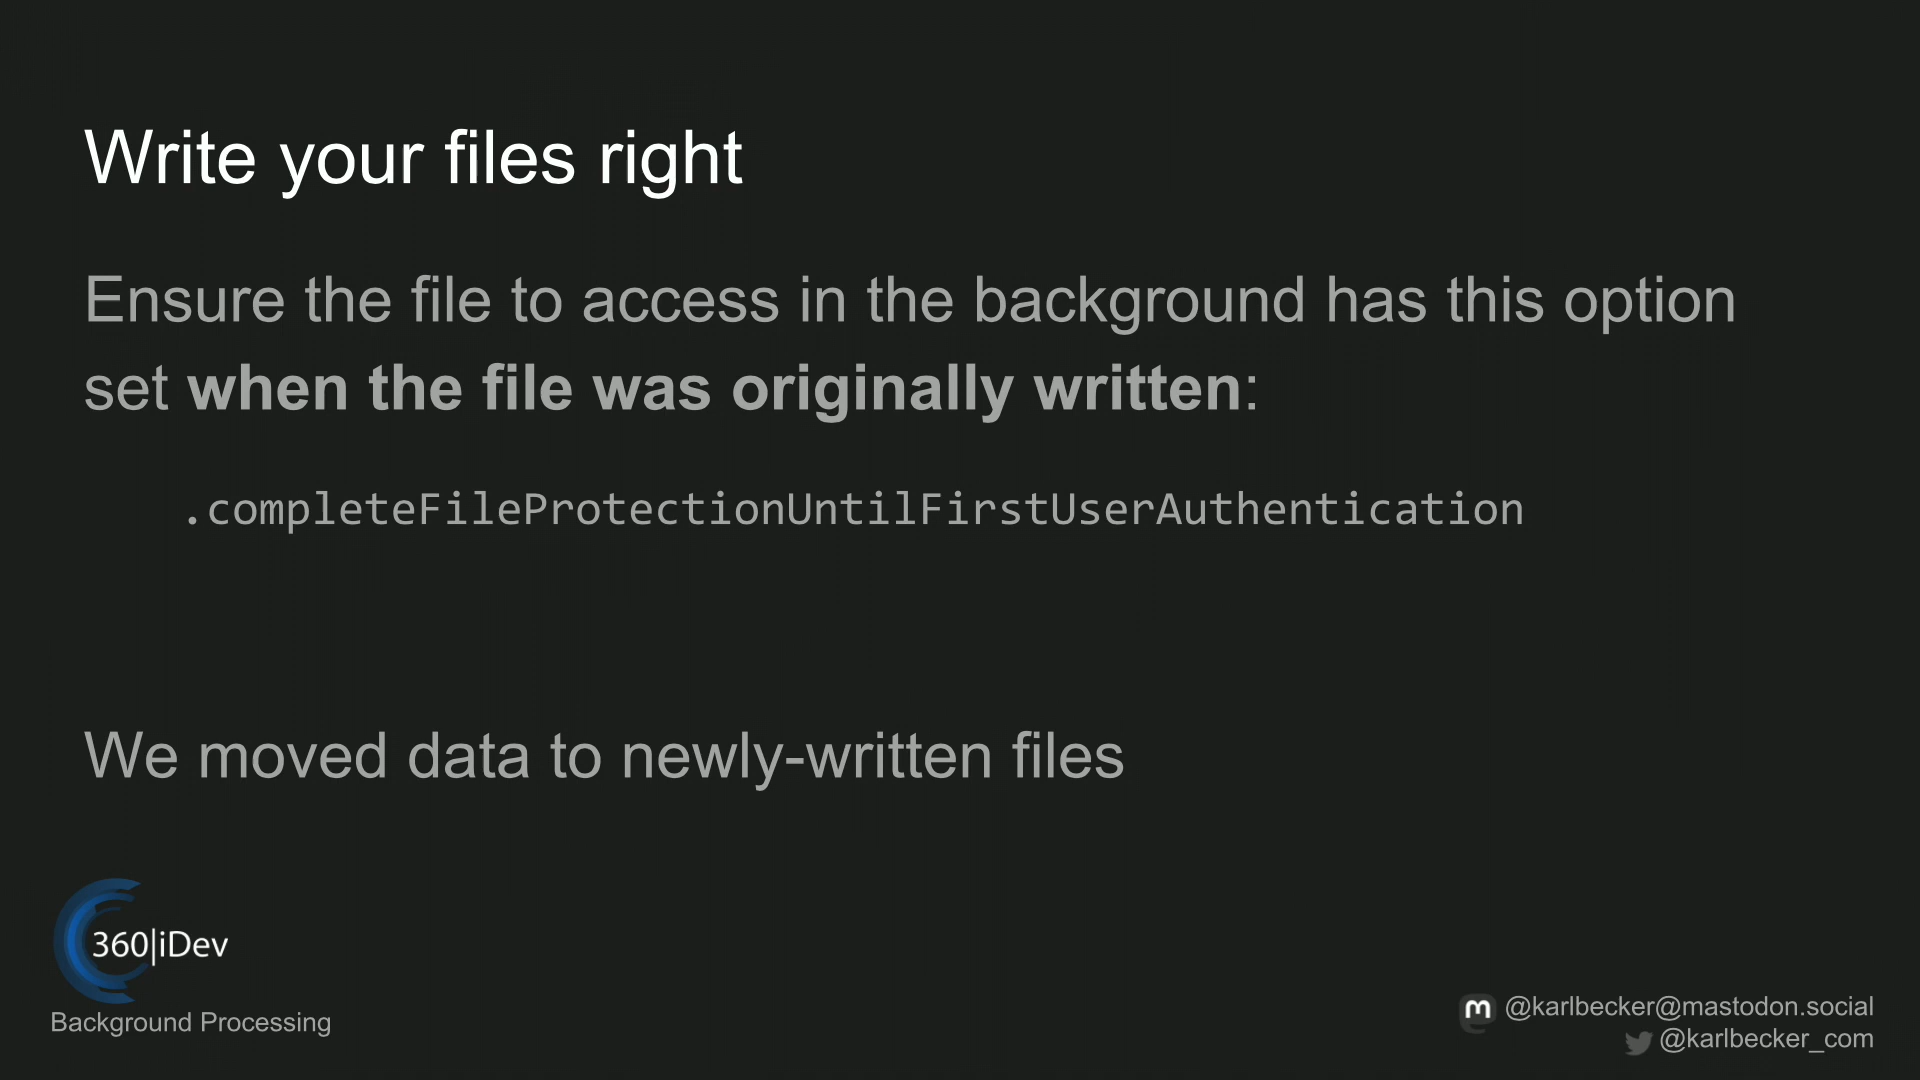 Write your files right
Ensure the file to access in the background has this option
set when the file was originally written:
.completeFileProtectionUntilFirstUserAuthentication
We moved data to newly-written files
360|iDev
Background Processing
m @karlbecker@mastodon.social
@karlbecker_com